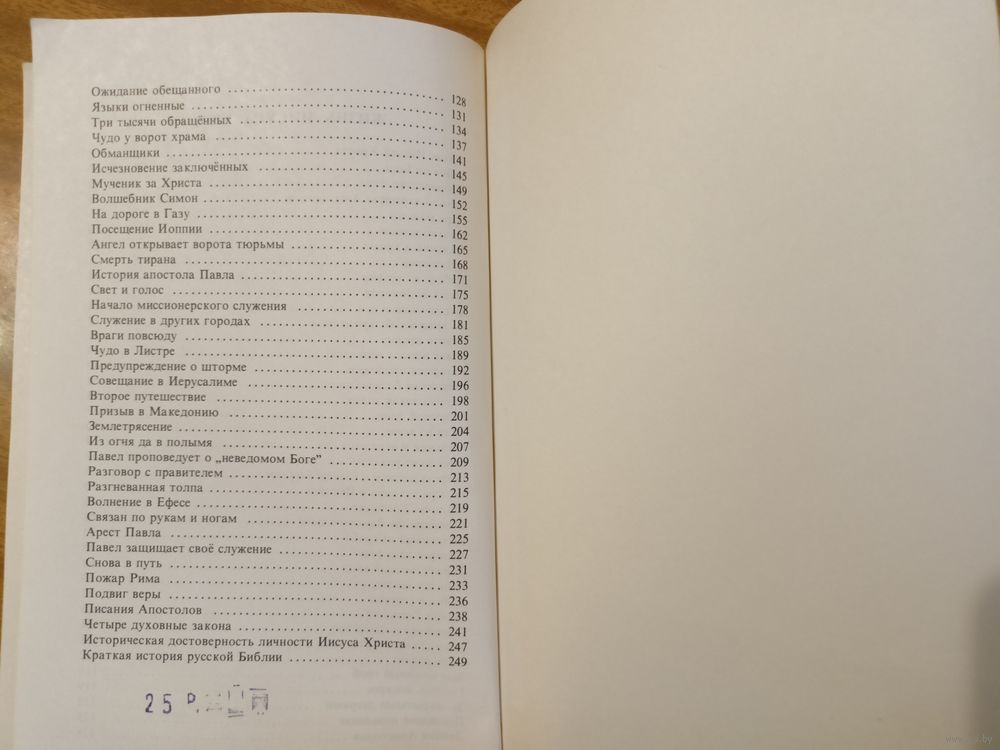 Ожидание обещанного 128
Языки огненные 131
Три тысячи обращённых 134
Чудо у ворот храма 137
Обманщики 141
Исчезновение заключённых 145
Мученик за Христа 149
Волшебник Симон 152
На дороге в Газу 155
Посещение Иоппии 162
Ангел открывает ворота тюрьмы 165
Смерть тирана 168
История апостола Павла 171
Свет и голос 175
Начало миссионерского служения 178
Служение в других городах 181
Враги повсюду 185
Чудо в Листре 189
Предупреждение о шторме 192
Совещание в Иерусалиме 196
Второе путешествие 198
Призыв в Македонию 201
Землетрясение 204
Из огня да в полымя 207
Павел проповедует о „неведомом Боге” 209
Разговор с правителем 213
Разгневанная толпа 215
Волнение в Ефесе 219
Связан по рукам и ногам 221
Арест Павла 225
Павел защищает своё служение 227
Снова в путь 231
Пожар Рима 233
Подвиг веры 236
Писания Апостолов 238
Четыре духовные закона 241
Историческая достоверность личности Иисуса Христа 247
Краткая история русской Библии 249
25 Р.